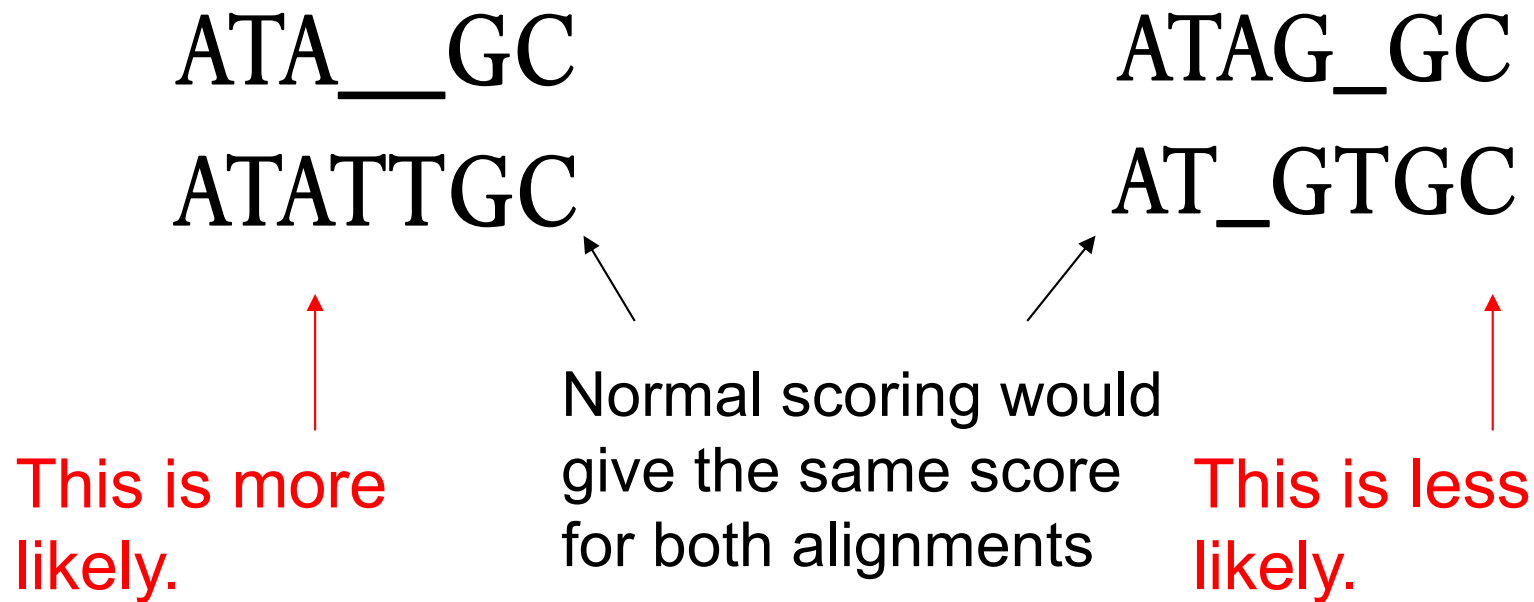 ATA__GC
ATATTGC
ATAG_GC
AT_GTGC
Normal scoring would
give the same score
for both alignments
This is more
likely.
This is less
likely.